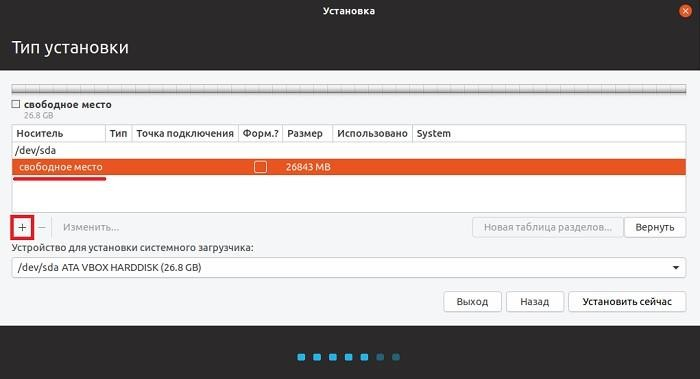 Установка
Тип установки
свободное место
26.8 GB
Носитель Тип Точка подключения Форм.? Размер Использовано System
/dev/sda
свободное место 26843 MB
+ − Изменить... Новая таблица разделов... Вернуть
Устройство для установки системного загрузчика:
/dev/sda ATA VBOX HARDDISK (26.8 GB)
Выход Назад Установить сейчас